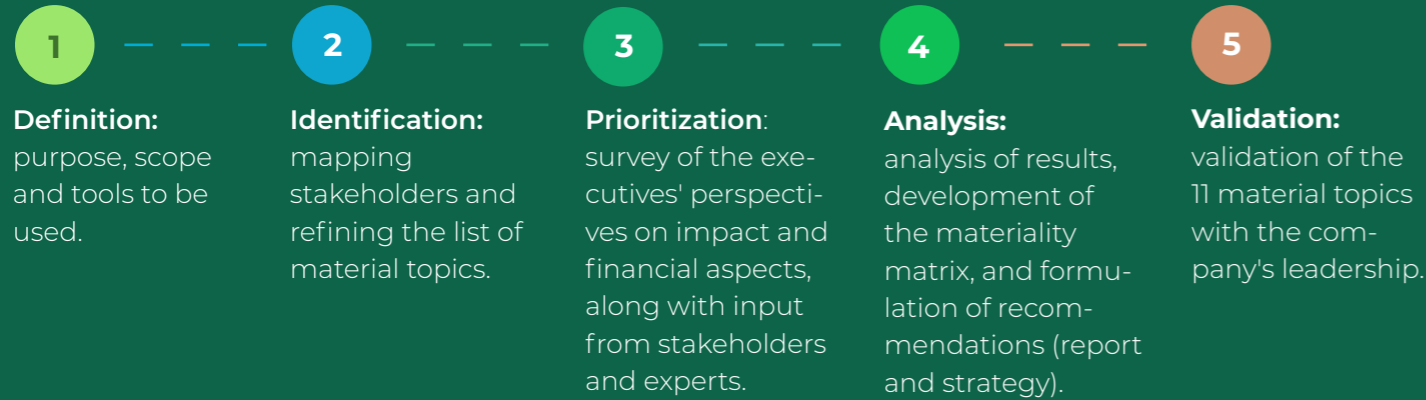 1
Definition:
purpose, scope
and tools to be
used.
2
Identification:
mapping
stakeholders and
refining the list of
material topics.
3
Prioritization:
survey of the exe-
cutives' perspecti-
ves on impact and
financial aspects,
along with input
from stakeholders
and experts.
4
Analysis:
analysis of results,
development of
the materiality
matrix, and formu-
lation of recom-
mendations (report
and strategy).
5
Validation:
validation of the
11 material topics
with the com-
pany's leadership.